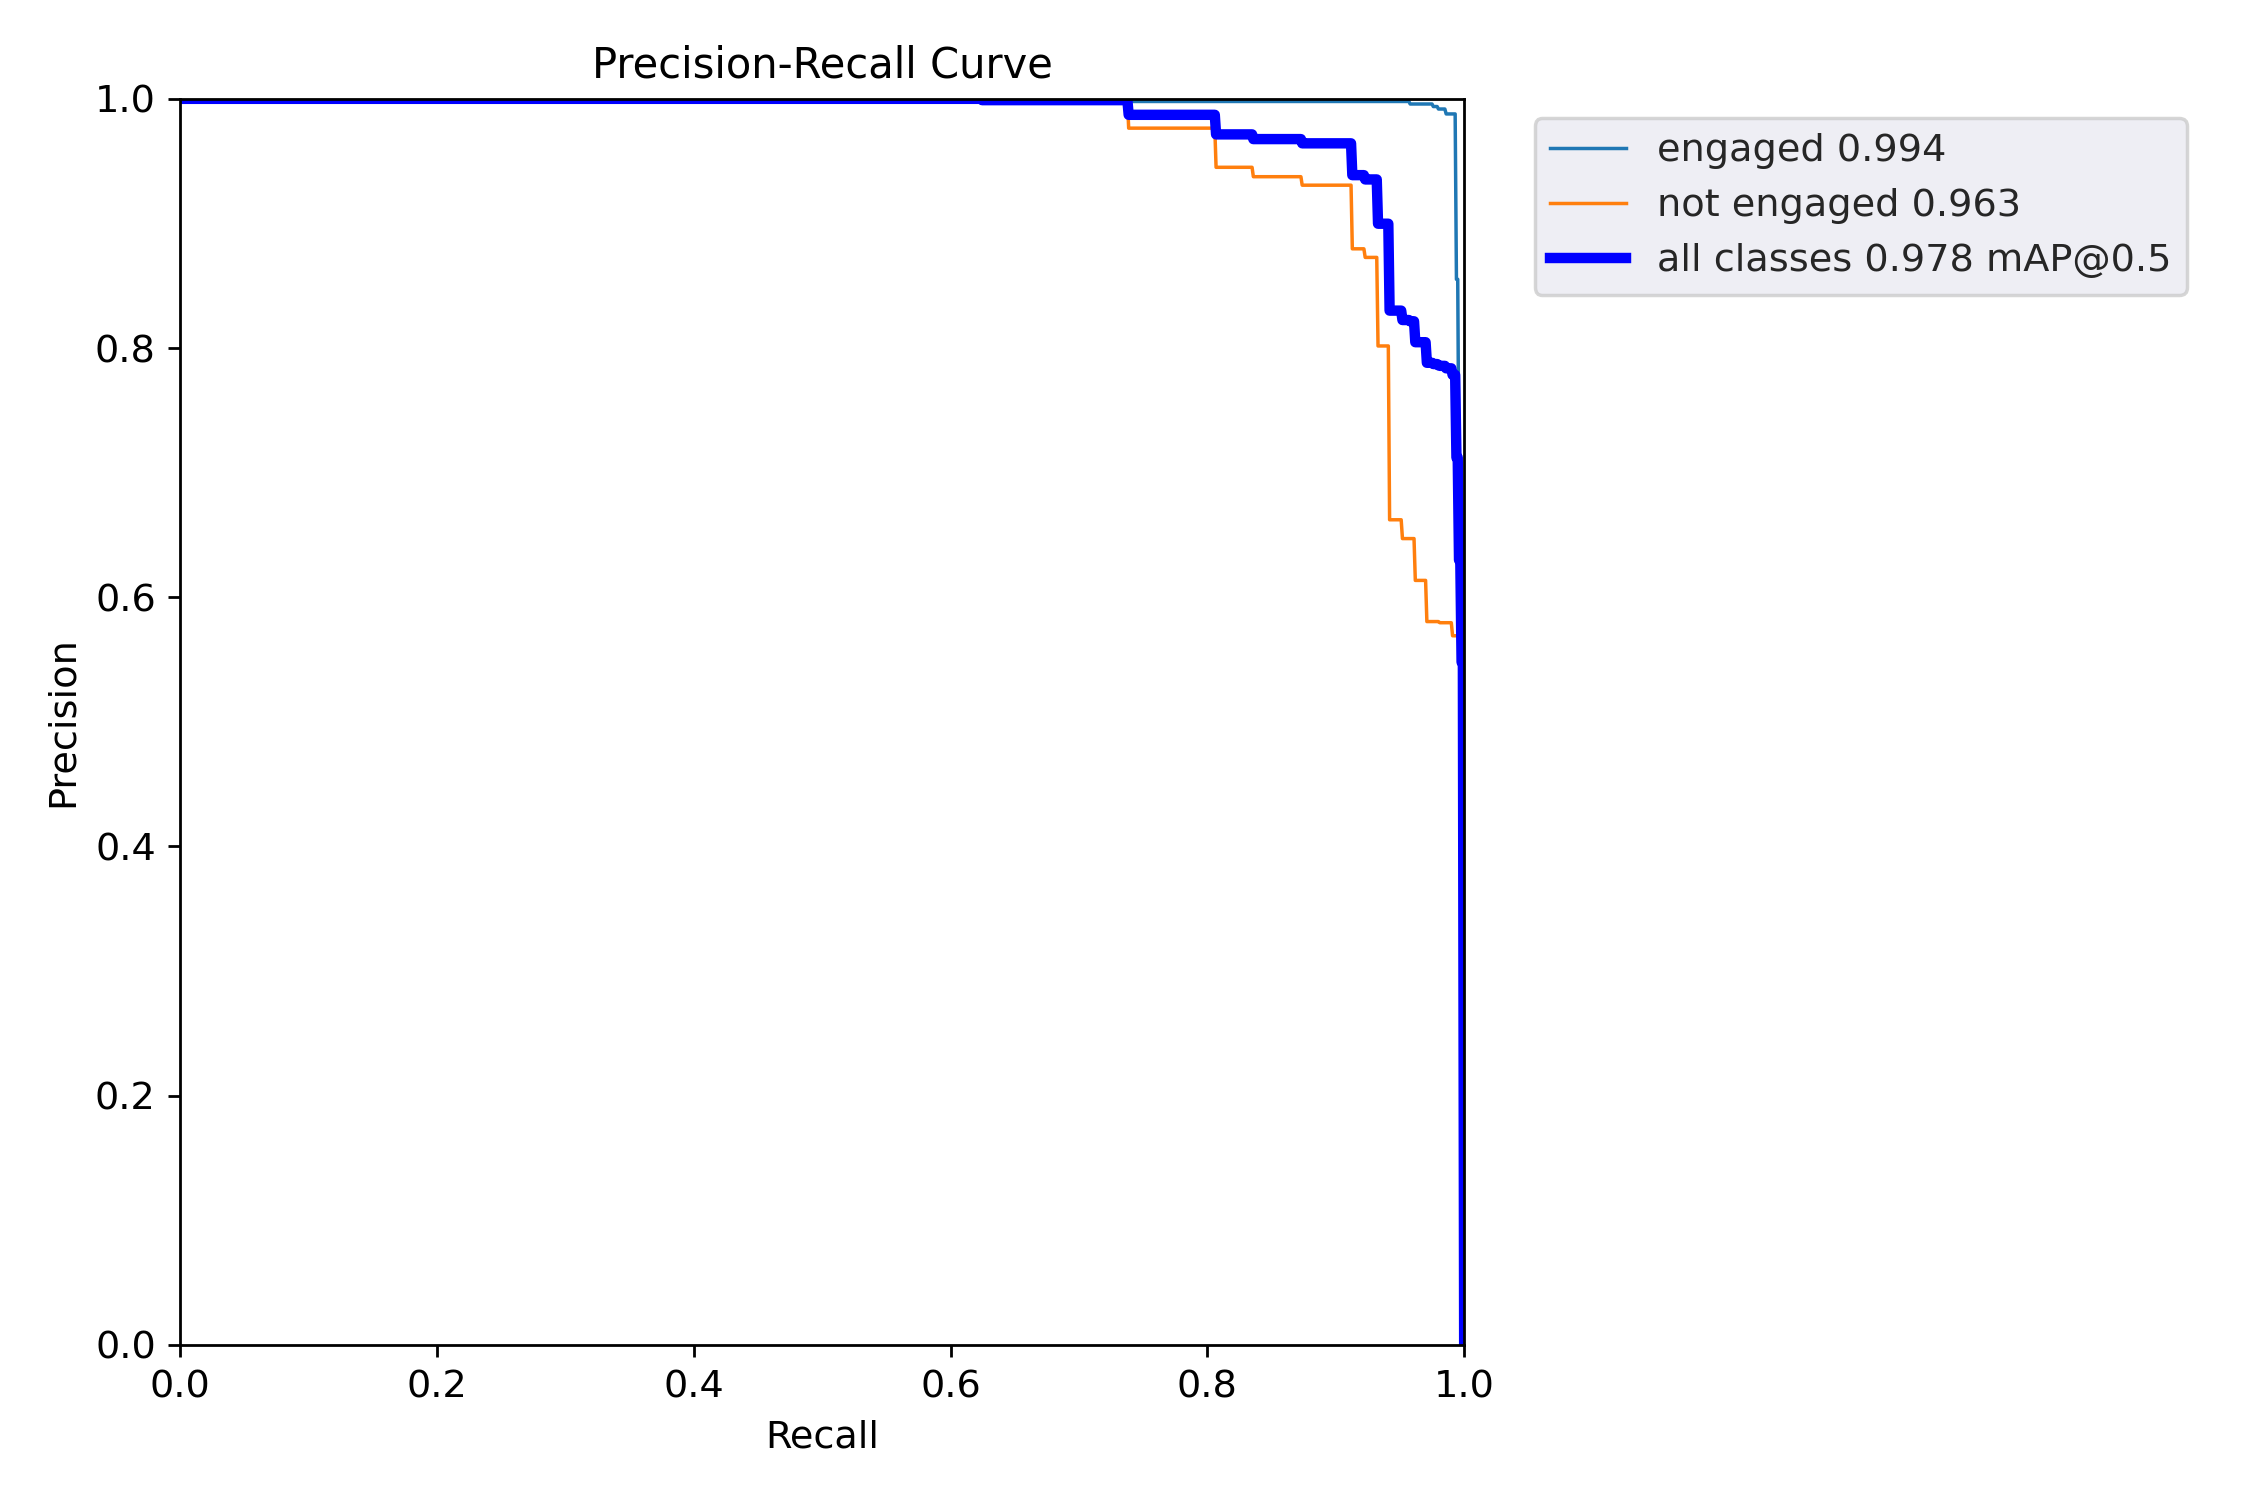 Precision-Recall Curve
1.0
0.8
0.6
0.4
0.2
0.0
Precision
0.0 0.2 0.4 0.6 0.8 1.0
Recall
engaged 0.994
not engaged 0.963
all classes 0.978 mAP@0.5